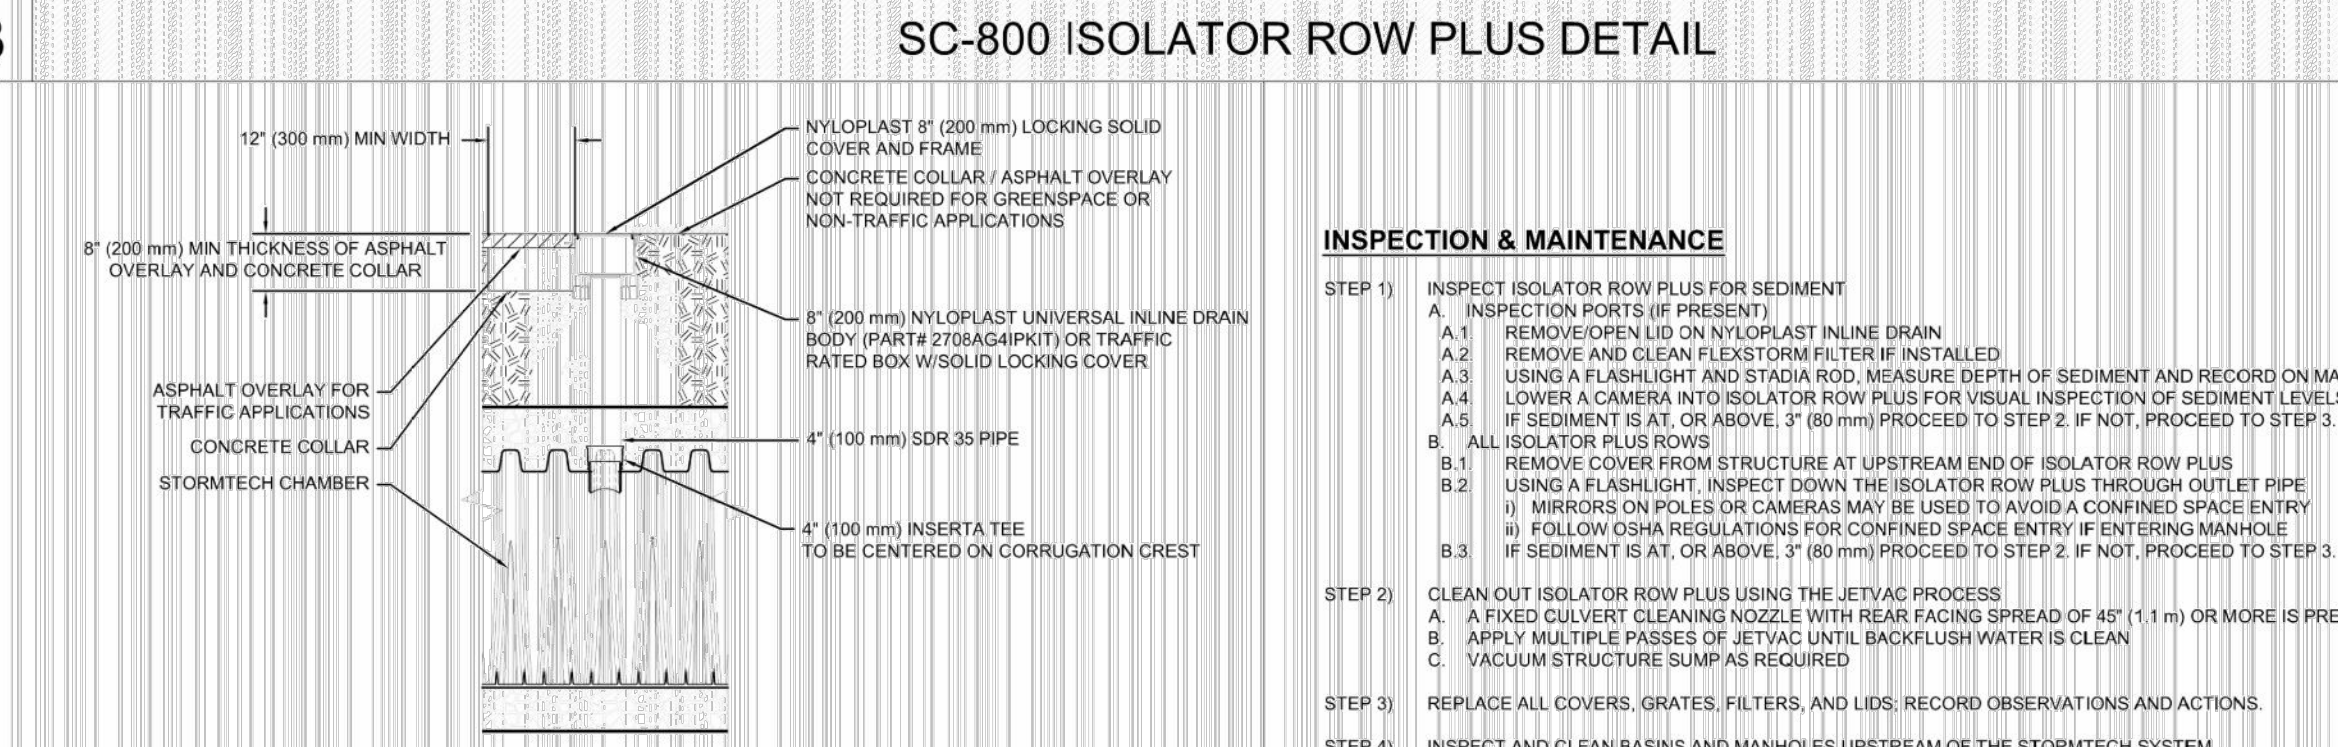 SC-800 ISOLATOR ROW PLUS DETAIL
12" (300 mm) MIN WIDTH
8" (200 mm) MIN THICKNESS OF ASPHALT
OVERLAY AND CONCRETE COLLAR
ASPHALT OVERLAY FOR
TRAFFIC APPLICATIONS
CONCRETE COLLAR
STORMTECH CHAMBER
NYLOPLAST 8" (200 mm) LOCKING SOLID
COVER AND FRAME
CONCRETE COLLAR / ASPHALT OVERLAY
NOT REQUIRED FOR GREENSPACE OR
NON-TRAFFIC APPLICATIONS
8" (200 mm) NYLOPLAST UNIVERSAL INLINE DRAIN
BODY (PART# 2708AG4IPKIT) OR TRAFFIC
RATED BOX W/SOLID LOCKING COVER
4" (100 mm) SDR 35 PIPE
4" (100 mm) INSERTA TEE
TO BE CENTERED ON CORRUGATION CREST
INSPECTION & MAINTENANCE
STEP 1) INSPECT ISOLATOR ROW PLUS FOR SEDIMENT
A. INSPECTION PORTS (IF PRESENT)
A.1. REMOVE/OPEN LID ON NYLOPLAST INLINE DRAIN
A.2. REMOVE AND CLEAN FLEXSTORM FILTER IF INSTALLED
A.3. USING A FLASHLIGHT AND STADIA ROD, MEASURE DEPTH OF SEDIMENT AND RECORD ON
A.4. LOWER A CAMERA INTO ISOLATOR ROW PLUS FOR VISUAL INSPECTION OF SEDIMENT LEVELS
A.5. IF SEDIMENT IS AT, OR ABOVE, 3" (80 mm) PROCEED TO STEP 2. IF NOT, PROCEED TO STEP 3.
B. ALL ISOLATOR PLUS ROWS
B.1. REMOVE COVER FROM STRUCTURE AT UPSTREAM END OF ISOLATOR ROW PLUS
B.2. USING A FLASHLIGHT, INSPECT DOWN THE ISOLATOR ROW PLUS THROUGH OUTLET PIPE
i) MIRRORS ON POLES OR CAMERAS MAY BE USED TO AVOID A CONFINED SPACE ENTRY
ii) FOLLOW OSHA REGULATIONS FOR CONFINED SPACE ENTRY IF ENTERING MANHOLE
B.3. IF SEDIMENT IS AT, OR ABOVE, 3" (80 mm) PROCEED TO STEP 2. IF NOT, PROCEED TO STEP 3.
STEP 2) CLEAN OUT ISOLATOR ROW PLUS USING THE JETVAC PROCESS
A. A FIXED CULVERT CLEANING NOZZLE WITH REAR FACING SPREAD OF 45" (1.1 m) OR MORE IS
B. APPLY MULTIPLE PASSES OF JETVAC UNTIL BACKFLUSH WATER IS CLEAN
C. VACUUM STRUCTURE SUMP AS REQUIRED
STEP 3) REPLACE ALL COVERS, GRATES, FILTERS, AND LIDS; RECORD OBSERVATIONS AND ACTIONS.
STEP 4) INSPECT AND CLEAN BASINS AND MANHOLES UPSTREAM OF THE STORMTECH SYSTEM